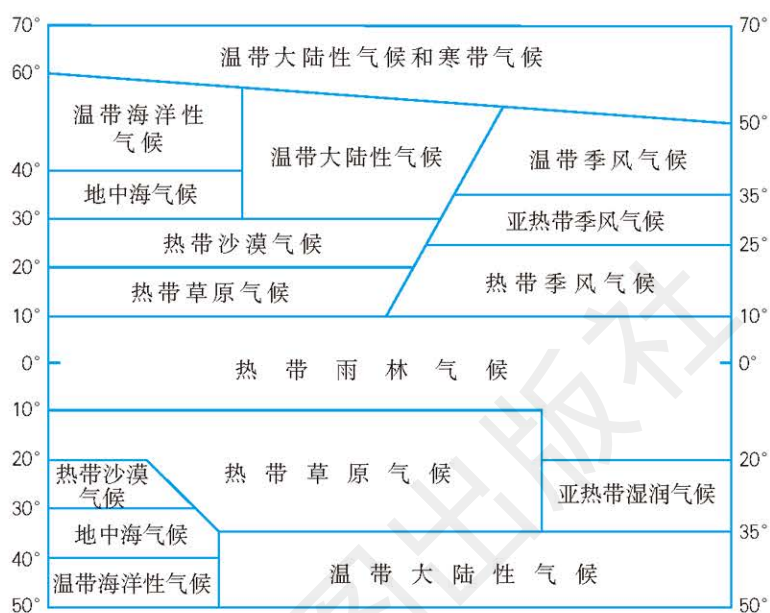 70°
70°
温带大陆性气候和寒带气候
60°
温带海洋性
气候
50°
温带大陆性气候
温带季风气候
40°
地中海气候
35°
30°
亚热带季风气候
热带沙漠气候
25°
20°
热带草原气候
热带季风气候
10°
10°
0°
热带雨林气候
0°
10°
20°
热带沙漠
气候
热带草原气候
20°
亚热带湿润气候
30°
地中海气候
35°
40°
温带海洋性气候
温带大陆性气候
50°
50°
图出版社